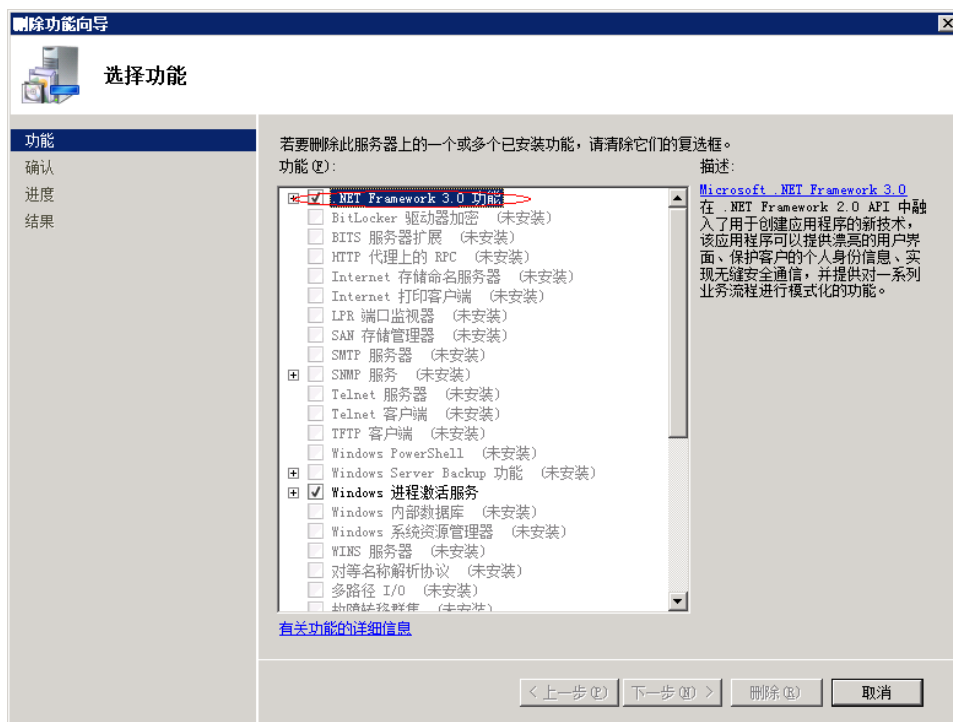 删除功能向导
选择功能
功能
确认
进度
结果
若要删除此服务器上的一个或多个已安装功能，请清除它们的复选框。
功能(F):
.NET Framework 3.0 功能
BitLocker 驱动器加密 (未安装)
BITS 服务器扩展 (未安装)
HTTP 代理上的 RPC (未安装)
Internet 存储命名服务器 (未安装)
Internet 打印客户端 (未安装)
LPR 端口监视器 (未安装)
SAN 存储管理器 (未安装)
SMTP 服务器 (未安装)
SNMP 服务 (未安装)
Telnet 服务器 (未安装)
Telnet 客户端 (未安装)
TFTP 客户端 (未安装)
Windows PowerShell (未安装)
Windows Server Backup 功能 (未安装)
Windows 进程激活服务
Windows 内部数据库 (未安装)
Windows 系统资源管理器 (未安装)
WINS 服务器 (未安装)
对等名称解析协议 (未安装)
多路径 I/O (未安装)
故障转移群集 (未安装)
描述:
Microsoft .NET Framework 3.0
在 .NET Framework 2.0 API 中融
入了用于创建应用程序的新技术，
该应用程序可以提供漂亮的用户界
面、保护客户的个人身份信息、实
现无缝安全通信，并提供对一系列
业务流程进行模式化的功能。
有关功能的详细信息
< 上一步(P)
下一步(N) >
删除(R)
取消